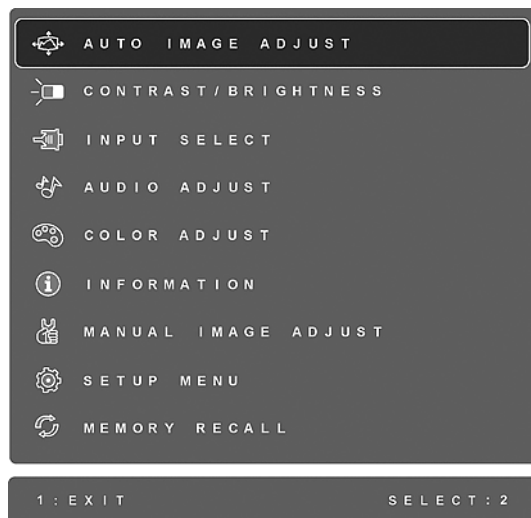 AUTO IMAGE ADJUST
CONTRAST/BRIGHTNESS
INPUT SELECT
AUDIO ADJUST
COLOR ADJUST
INFORMATION
MANUAL IMAGE ADJUST
SETUP MENU
MEMORY RECALL
1:EXIT SELECT:2